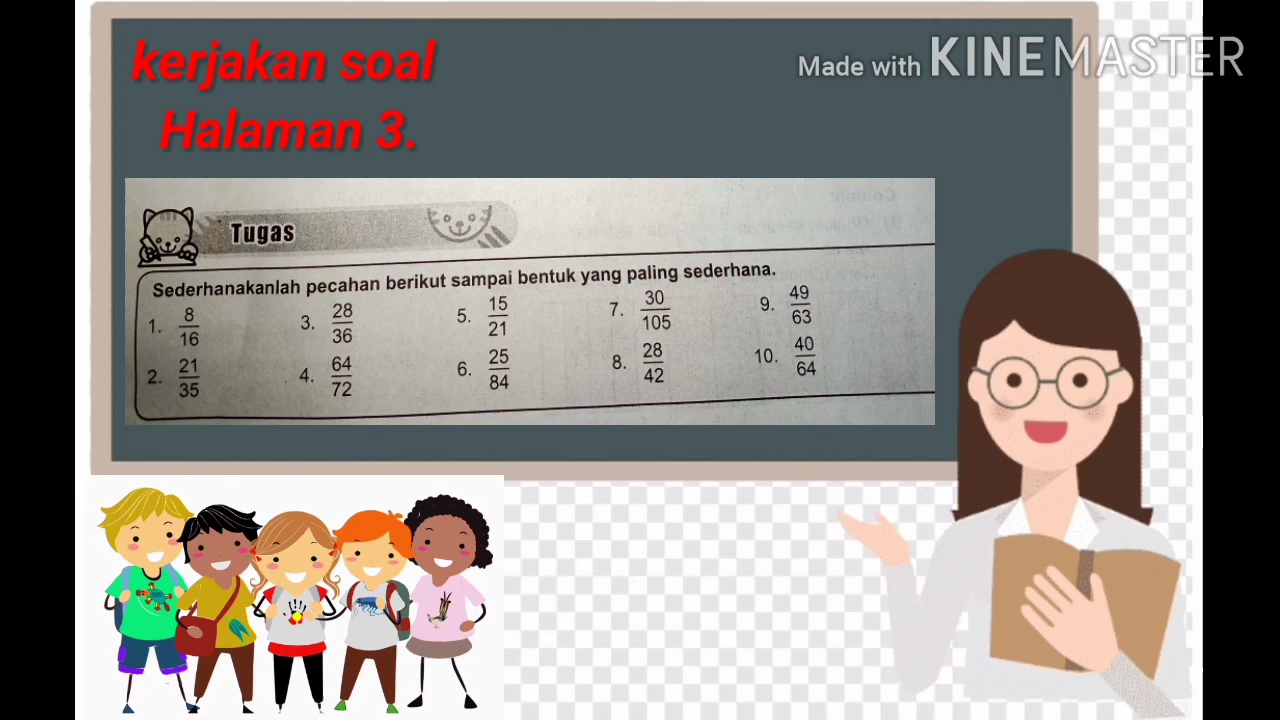 kerjakan soal
Halaman 3.
Made with KINEMASTER
Tugas
Sederhanakanlah pecahan berikut sampai bentuk yang paling sederhana.
1. 8/16 3. 28/36 5. 15/21 7. 30/105 9. 49/63
2. 21/35 4. 64/72 6. 25/84 8. 28/42 10. 40/64